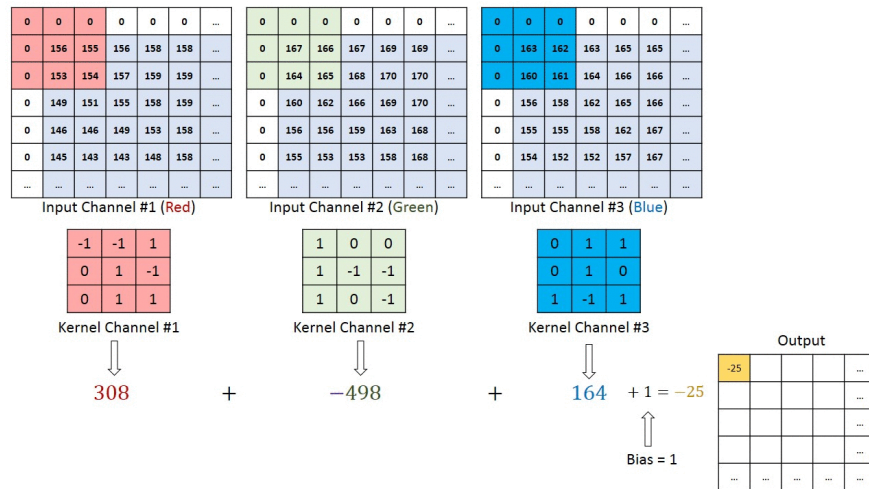 0 0 0 0 0 0 ... 0 0 0 0 0 0 ... 0 0 0 0 0 0 ...
0 156 155 156 158 158 ... 0 167 166 167 169 169 ... 0 163 162 163 165 165 ...
0 153 154 157 159 159 ... 0 164 165 168 170 170 ... 0 160 161 164 166 166 ...
0 149 151 155 158 159 ... 0 160 162 166 169 170 ... 0 156 158 162 165 166 ...
0 146 146 149 153 158 ... 0 156 156 159 163 168 ... 0 155 155 158 162 167 ...
0 145 143 143 148 158 ... 0 155 153 153 158 168 ... 0 154 152 152 157 167 ...
... ... ... ... ... ... ... ... ... ... ... ... ... ... ... ... ... ... ... ... ...
Input Channel #1 (Red) Input Channel #2 (Green) Input Channel #3 (Blue)
-1 -1 1 1 0 0 0 1 1
0 1 -1 1 -1 -1 0 1 0
0 1 1 1 0 -1 1 -1 1
Kernel Channel #1 Kernel Channel #2 Kernel Channel #3
308 + −498 + 164 + 1 = −25
Bias = 1
Output
-25 ...
...
...
...
... ... ... ... ...